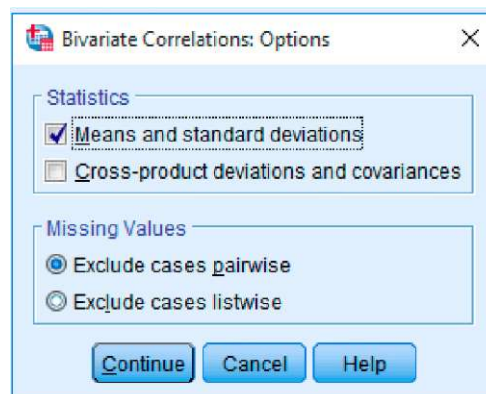 Bivariate Correlations: Options
Statistics
Means and standard deviations
Cross-product deviations and covariances
Missing Values
Exclude cases pairwise
Exclude cases listwise
Continue Cancel Help